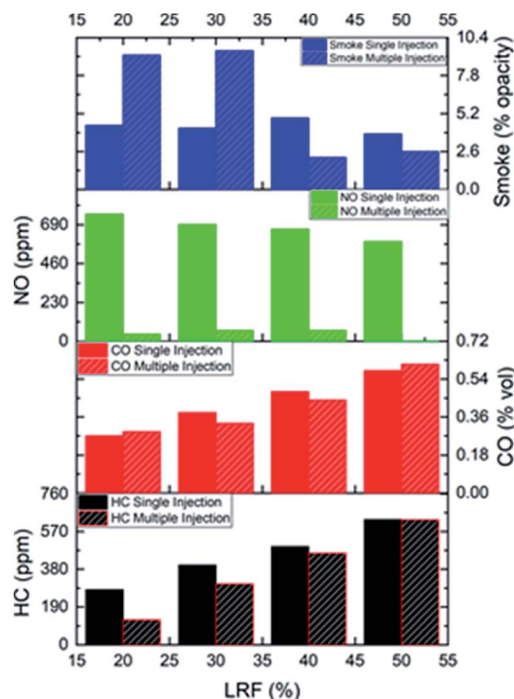 15 20 25 30 35 40 45 50 55
10.4
7.8
5.2
2.6
0.0
Smoke (% opacity)
Smoke Single Injection
Smoke Multiple Injection
690
460
230
0
NO (ppm)
NO Single Injection
NO Multiple Injection
0.72
0.54
0.36
0.18
0.00
CO (% vol)
CO Single Injection
CO Multiple Injection
760
570
380
190
0
HC (ppm)
HC Single Injection
HC Multiple Injection
15 20 25 30 35 40 45 50 55
LRF (%)